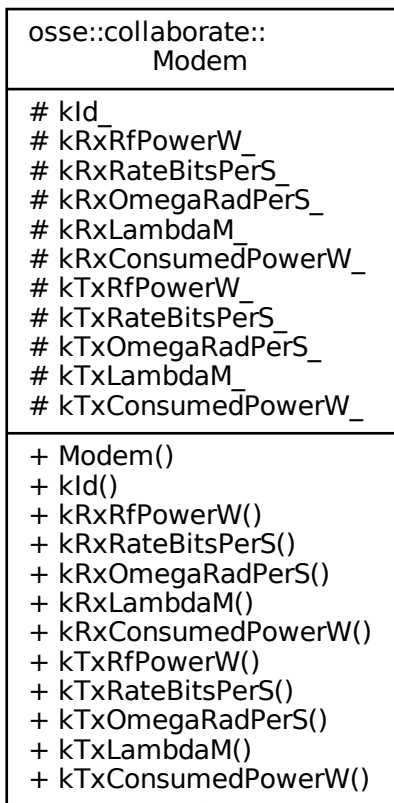 osse::collaborate::
Modem
# kId_
# kRxRfPowerW_
# kRxRateBitsPerS_
# kRxOmegaRadPerS_
# kRxLambdaM_
# kRxConsumedPowerW_
# kTxRfPowerW_
# kTxRateBitsPerS_
# kTxOmegaRadPerS_
# kTxLambdaM_
# kTxConsumedPowerW_
+ Modem()
+ kId()
+ kRxRfPowerW()
+ kRxRateBitsPerS()
+ kRxOmegaRadPerS()
+ kRxLambdaM()
+ kRxConsumedPowerW()
+ kTxRfPowerW()
+ kTxRateBitsPerS()
+ kTxOmegaRadPerS()
+ kTxLambdaM()
+ kTxConsumedPowerW()